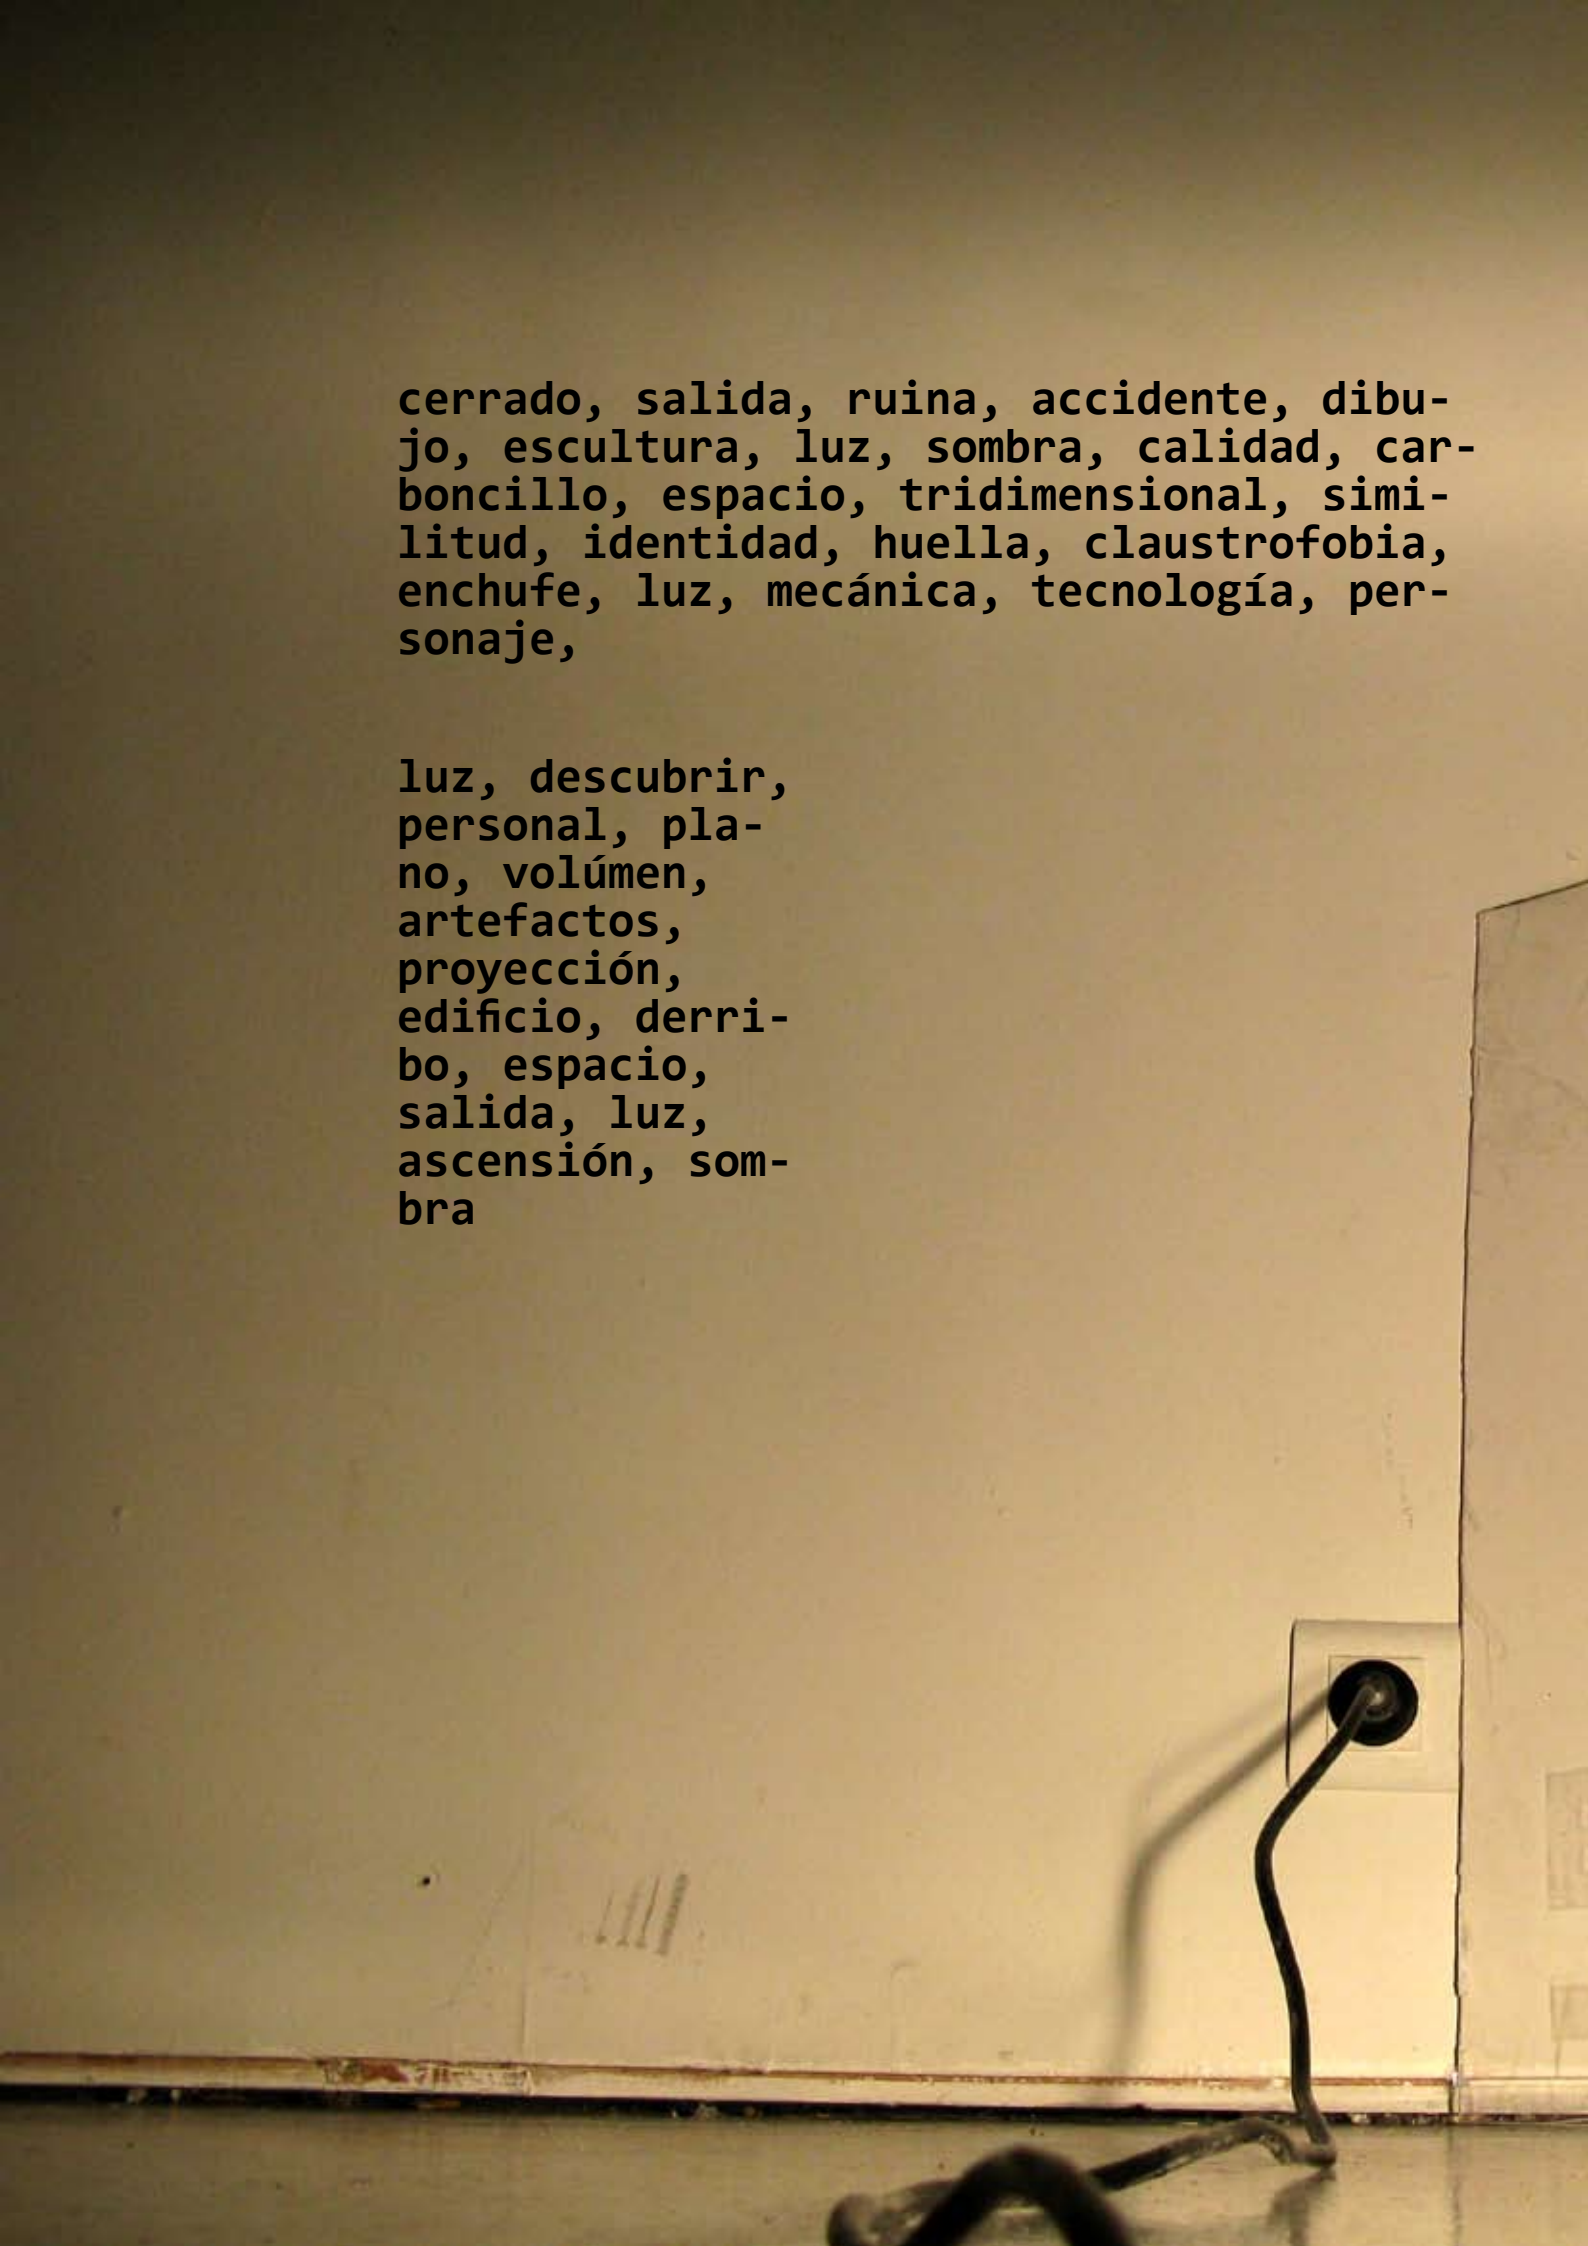 cerrado, salida, ruina, accidente, dibu-
jo, escultura, luz, sombra, calidad, car-
boncillo, espacio, tridimensional, simi-
litud, identidad, huella, claustrofobia,
enchufe, luz, mecánica, tecnología, per-
sonaje,
luz, descubrir,
personal, pla-
no, volúmen,
artefactos,
proyección,
edificio, derri-
bo, espacio,
salida, luz,
ascensión, som-
bra